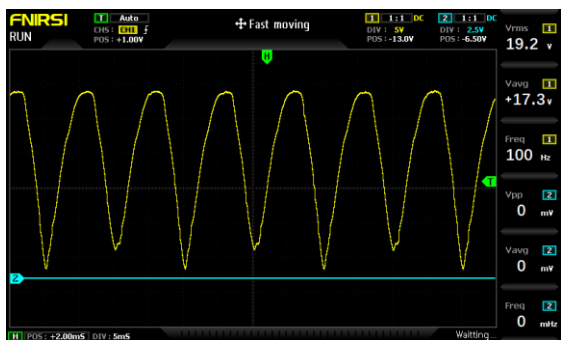 FNIRSI
RUN
T Auto
CHS: CH1
POS: +1.00V
Fast moving
1 1:1 DC
DIV: 5V
POS: -13.0V
2 1:1 DC
DIV: 2.5V
POS: -6.50V
H
T
2
Vrms 1
19.2 v
Vavg 1
+17.3v
Freq 1
100 Hz
Vpp 2
0 mV
Vavg 2
0 mV
Freq 2
0 mHz
H POS: +2.00mS DIV: 5mS
Waitting...